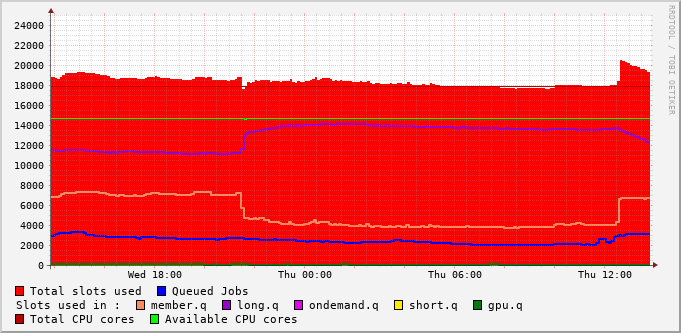 RRDTOOL / TOBI OETIKER
24000
22000
20000
18000
16000
14000
12000
10000
8000
6000
4000
2000
0
Wed 18:00 Thu 00:00 Thu 06:00 Thu 12:00
Total slots used Queued Jobs
Slots used in : member.q long.q ondemand.q short.q gpu.q
Total CPU cores Available CPU cores